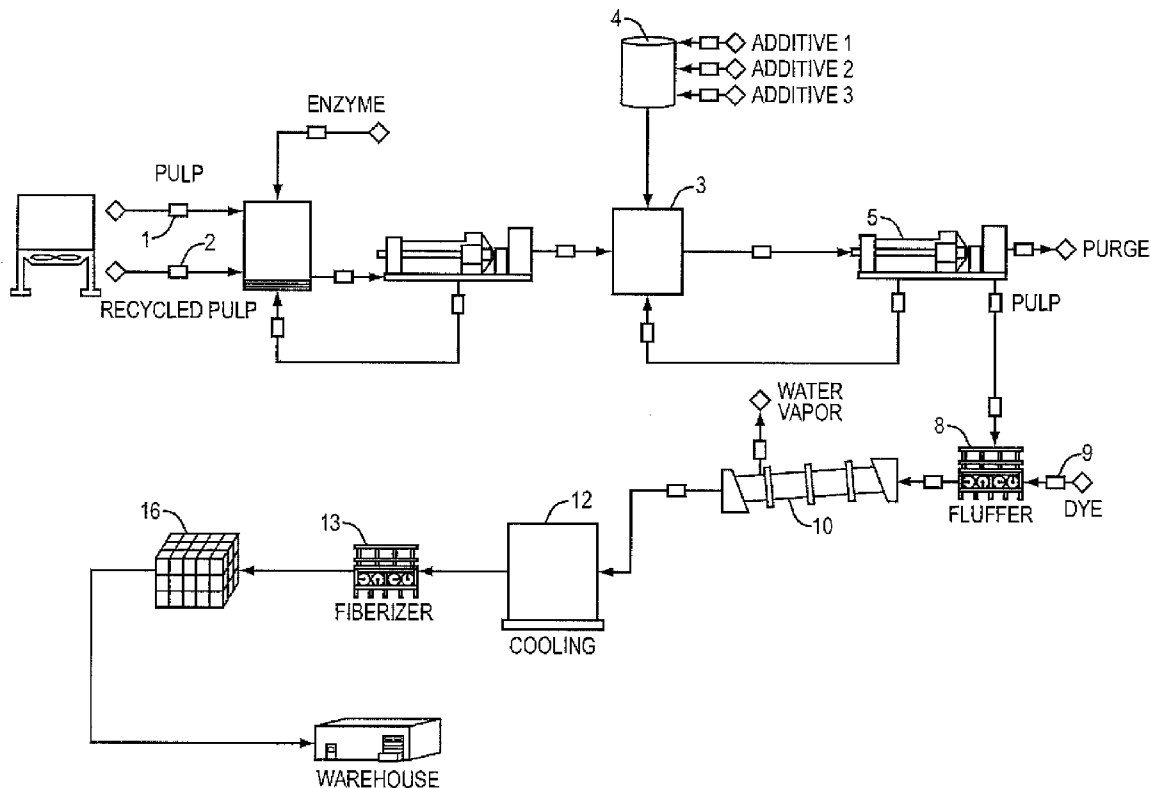 4
ADDITIVE 1
ADDITIVE 2
ADDITIVE 3
ENZYME
PULP
1
2
RECYCLED PULP
3
5
PURGE
PULP
WATER
VAPOR
8
9
FLUFFER
DYE
10
12
COOLING
13
FIBERIZER
16
WAREHOUSE